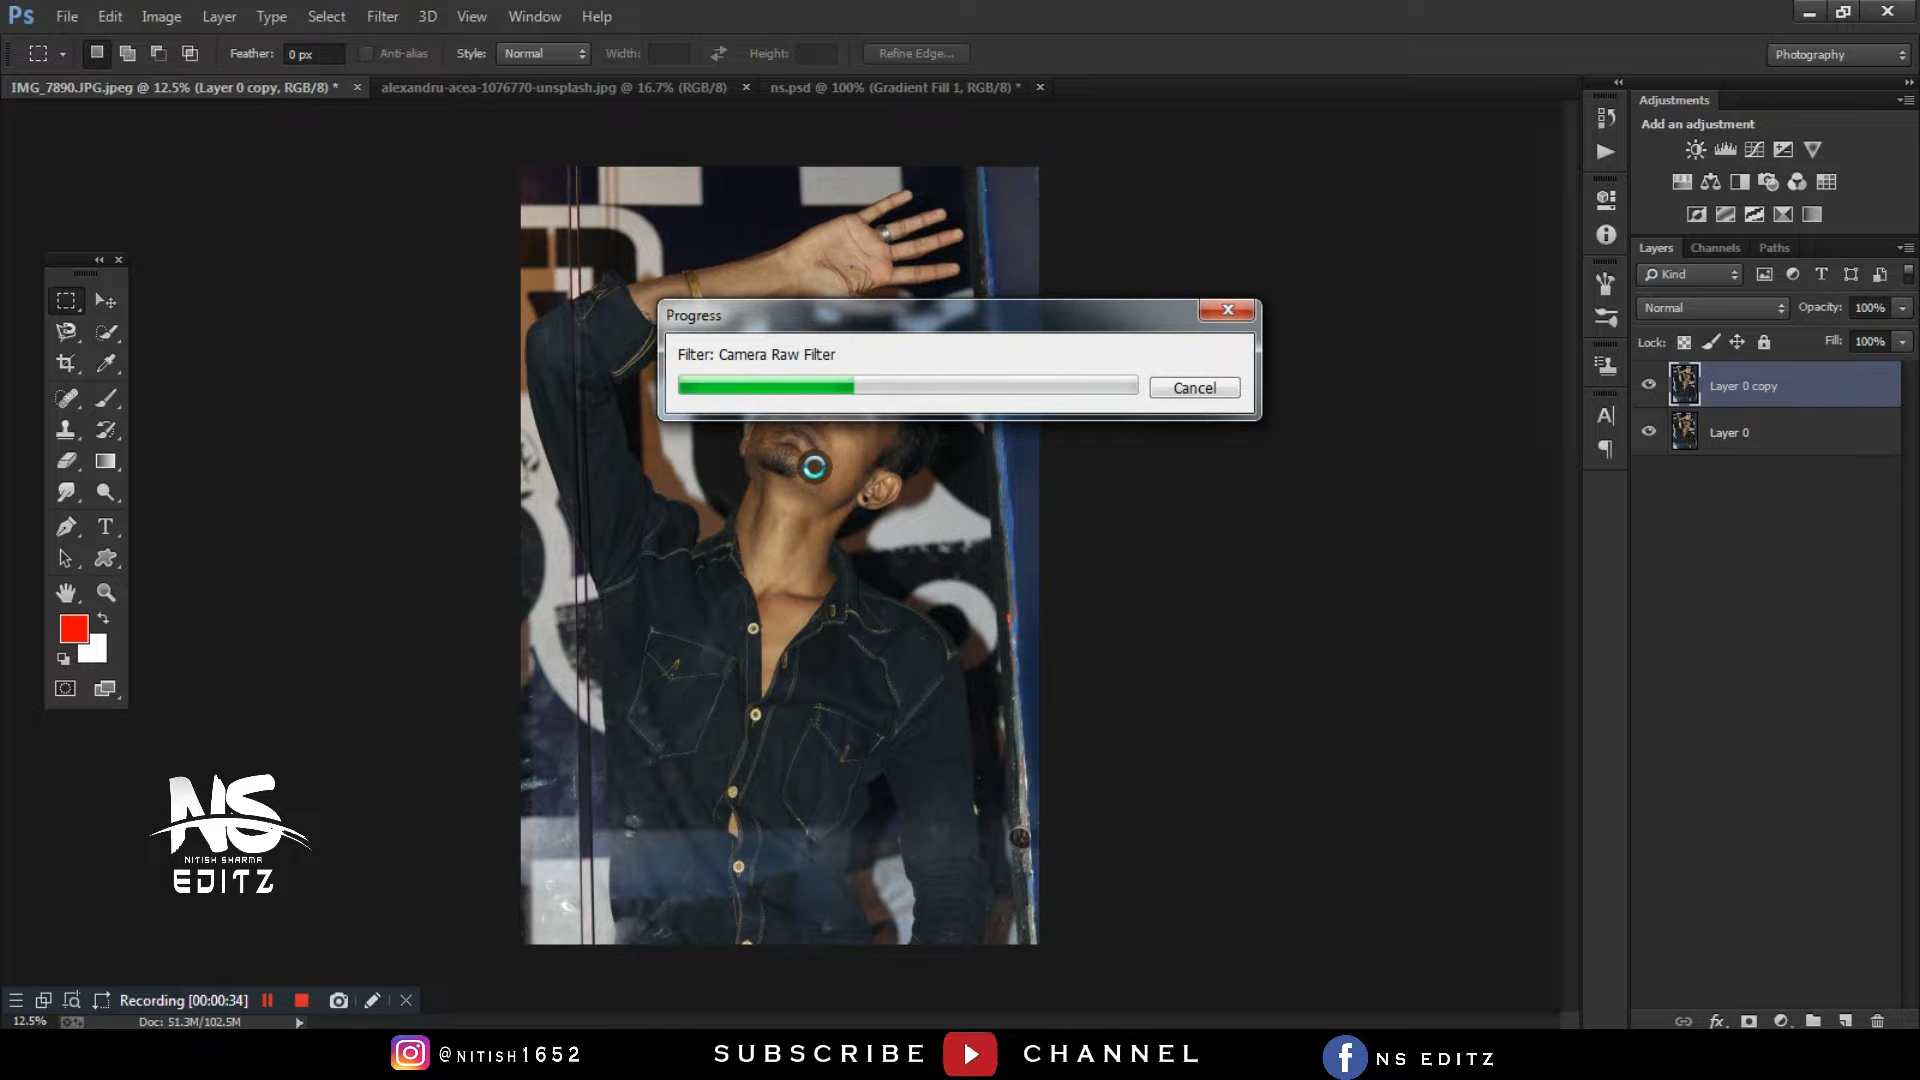 Ps File Edit Image Layer Type Select Filter 3D View Window Help
Feather: 0 px Anti-alias Style: Normal Width: Height: Refine Edge... Photography
IMG_7890.JPG.jpeg @ 12.5% (Layer 0 copy, RGB/8) * × alexandru-acea-1076770-unsplash.jpg @ 16.7% (RGB/8) × ns.psd @ 100% (Gradient Fill 1, RGB/8) * ×
Adjustments
Add an adjustment
Layers Channels Paths
Kind
Normal Opacity: 100%
Lock: Fill: 100%
Layer 0 copy
Layer 0
Progress
Filter: Camera Raw Filter
Cancel
NS
NITISH SHARMA
EDITZ
Recording [00:00:34]
12.5% Doc: 51.3M/102.5M
@NITISH1652 SUBSCRIBE CHANNEL NS EDITZ